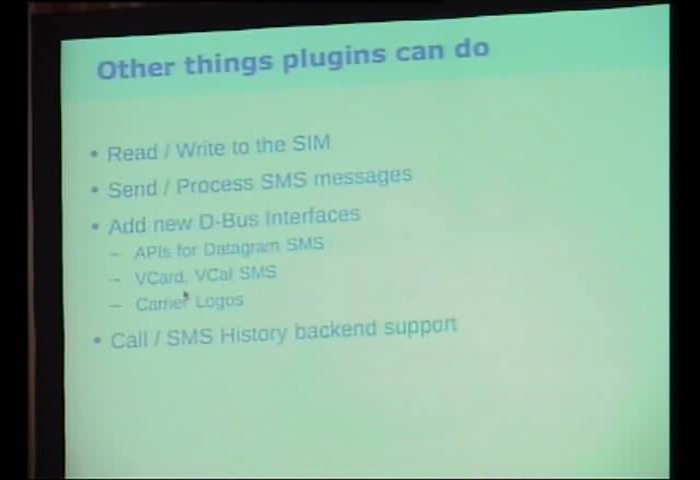 Other things plugins can do
• Read / Write to the SIM
• Send / Process SMS messages
• Add new D-Bus Interfaces
– APIs for Datagram SMS
– VCard, VCal SMS
– Carrier Logos
• Call / SMS History backend support